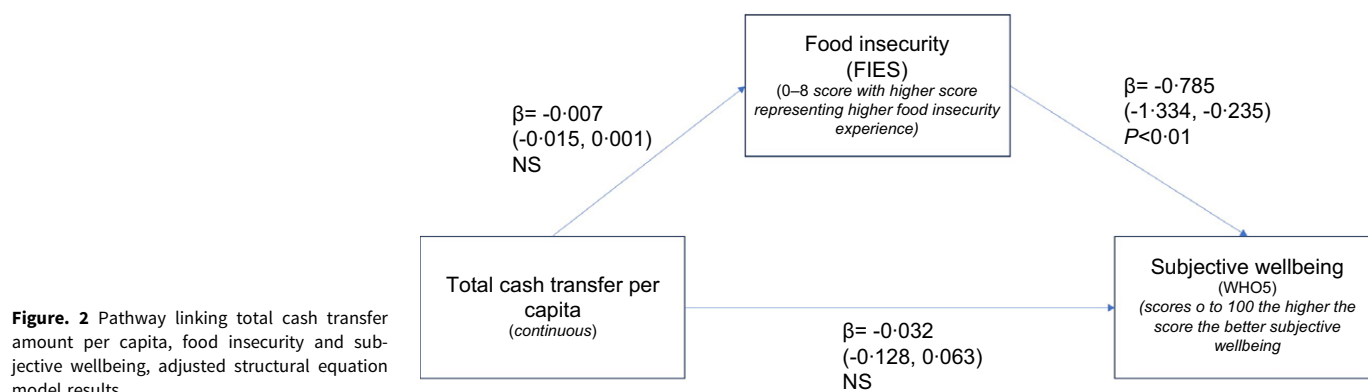 Food insecurity
(FIES)
(0–8 score with higher score
representing higher food insecurity
experience)
β= -0·007
(-0·015, 0·001)
NS
β= -0·785
(-1·334, -0·235)
P<0·01
Total cash transfer per
capita
(continuous)
Subjective wellbeing
(WHO5)
(scores o to 100 the higher the
score the better subjective
wellbeing
β= -0·032
(-0·128, 0·063)
NS
Figure. 2 Pathway linking total cash transfer
amount per capita, food insecurity and sub-
jective wellbeing, adjusted structural equation
model results